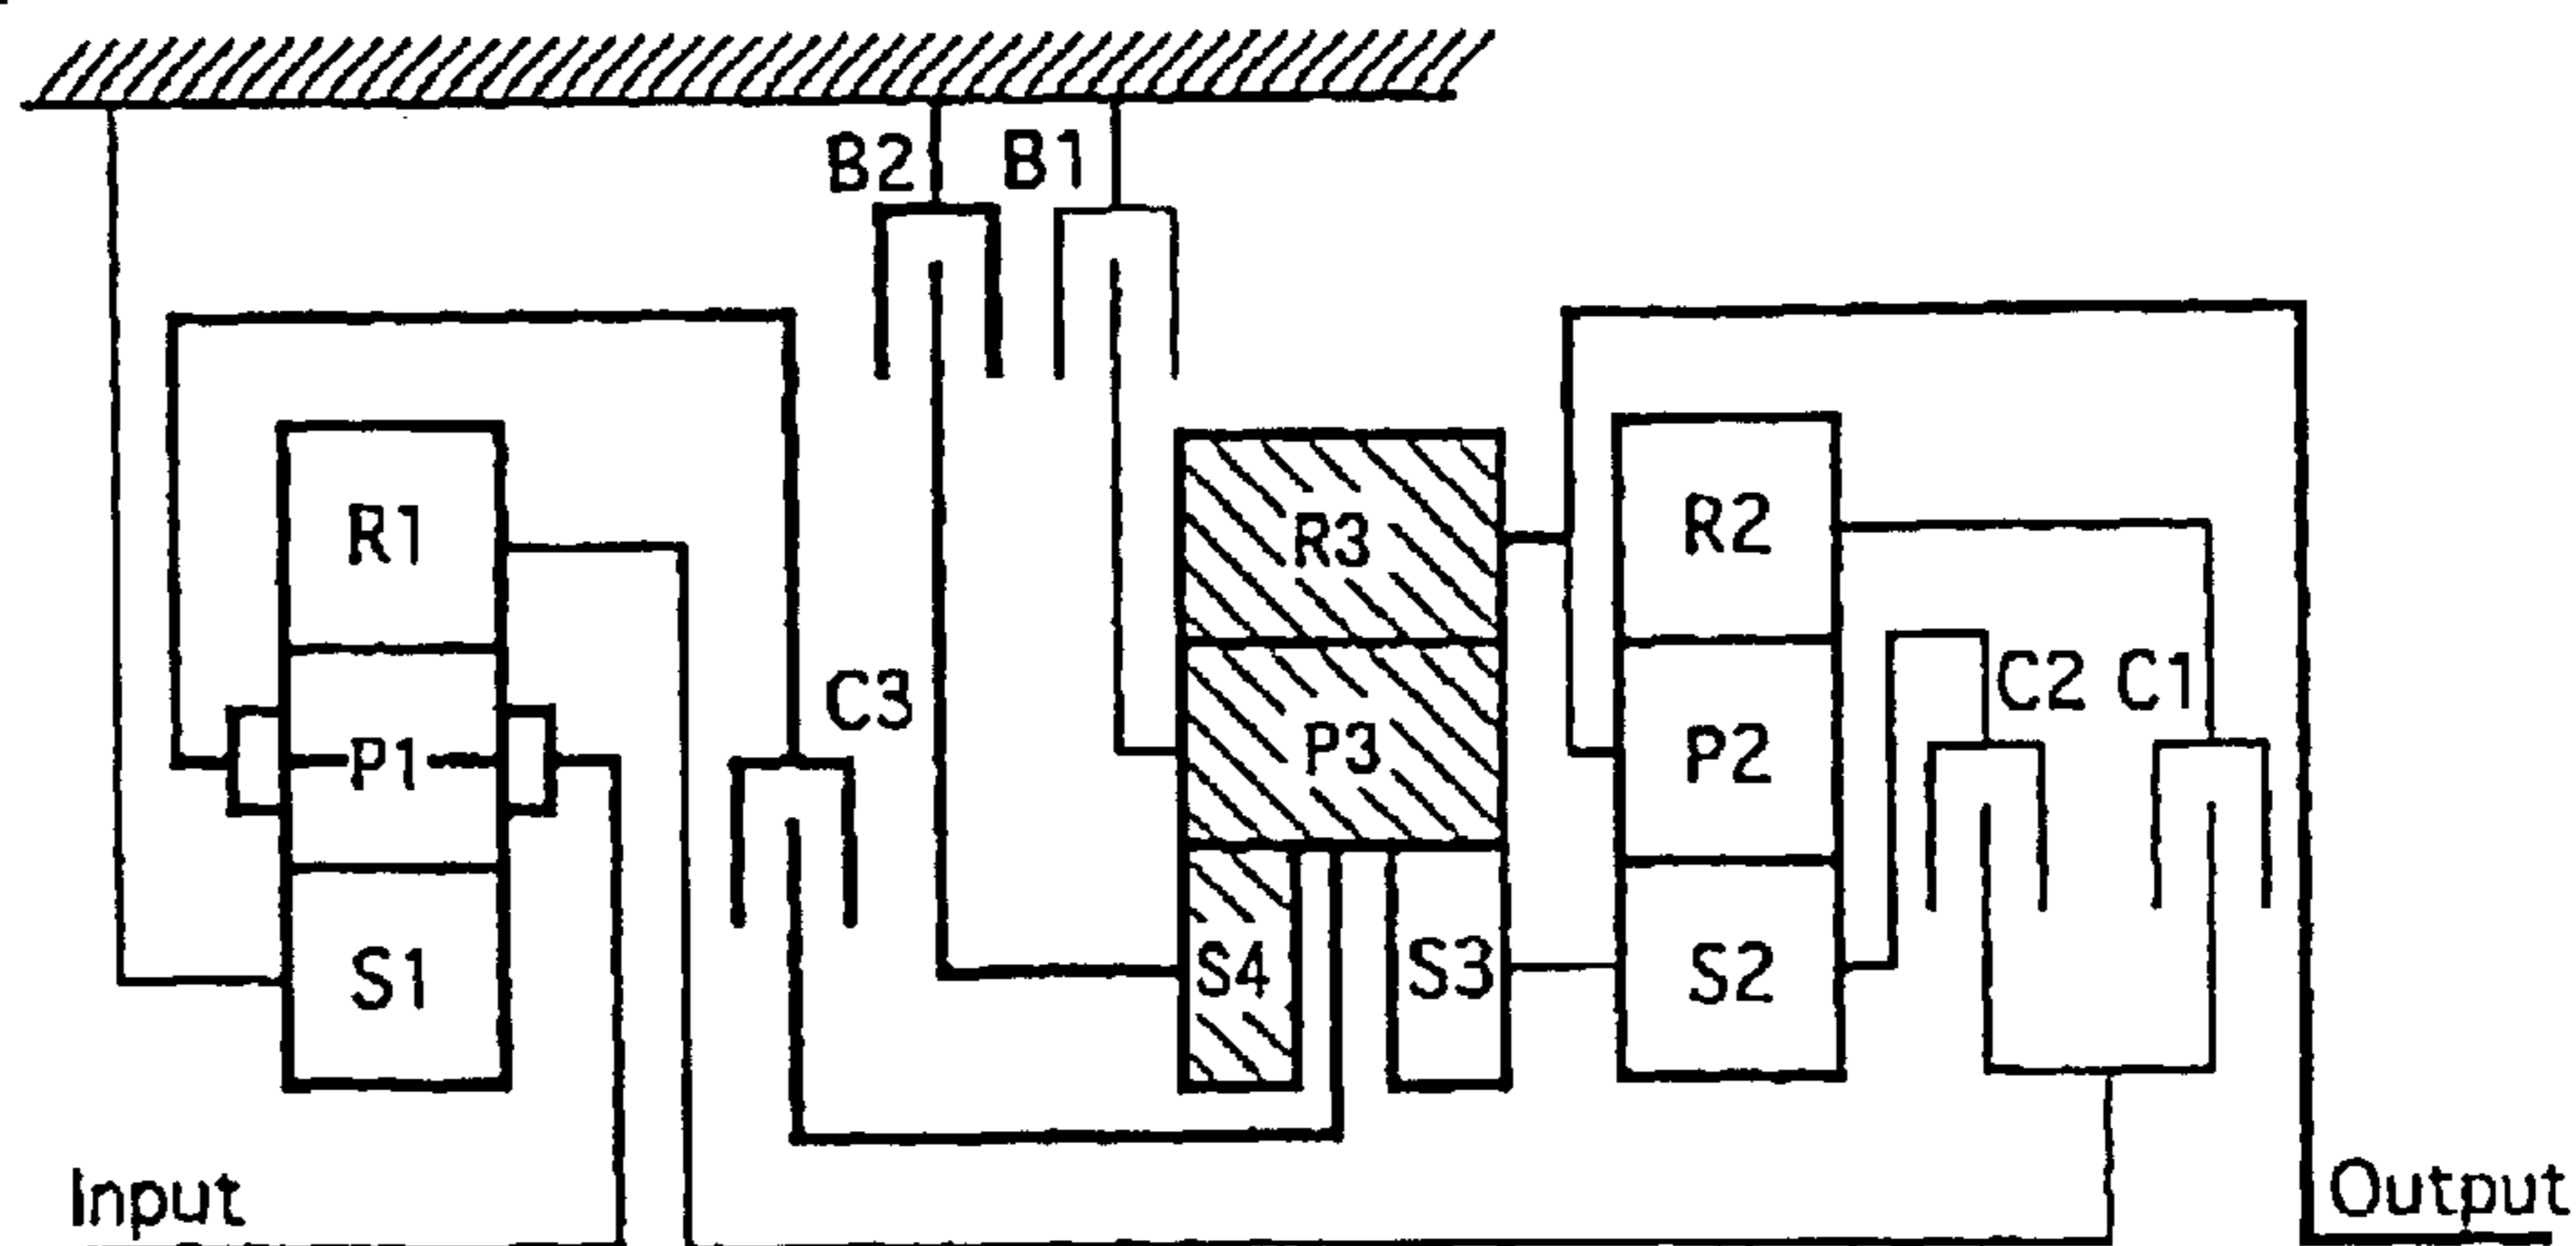 B2 B1
R1 R3 R2
C3 C2 C1
P1 P3 P2
S1 S4 S3 S2
Input Output